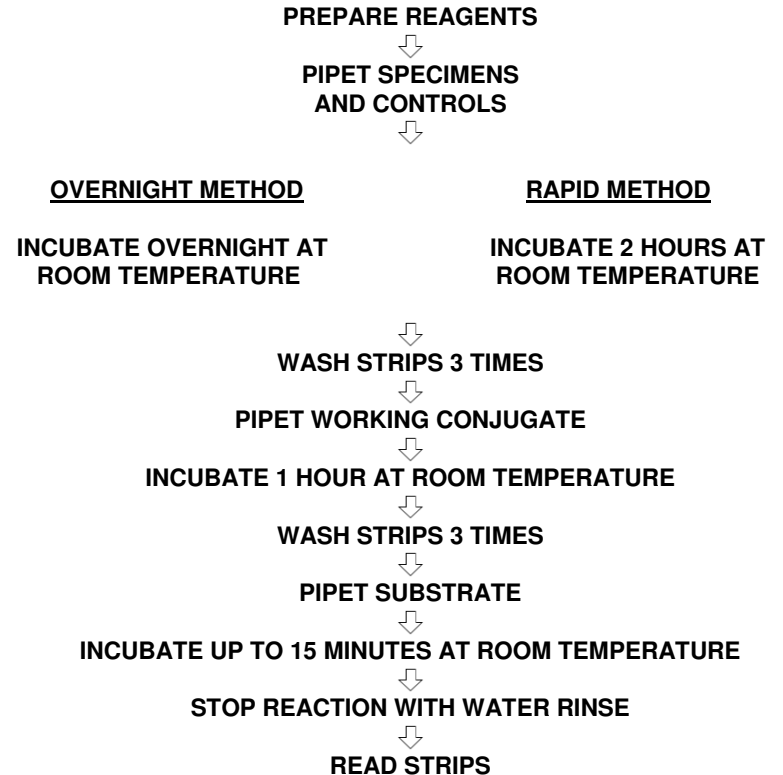 PREPARE REAGENTS
PIPET SPECIMENS
AND CONTROLS
OVERNIGHT METHOD
INCUBATE OVERNIGHT AT
ROOM TEMPERATURE
RAPID METHOD
INCUBATE 2 HOURS AT
ROOM TEMPERATURE
WASH STRIPS 3 TIMES
PIPET WORKING CONJUGATE
INCUBATE 1 HOUR AT ROOM TEMPERATURE
WASH STRIPS 3 TIMES
PIPET SUBSTRATE
INCUBATE UP TO 15 MINUTES AT ROOM TEMPERATURE
STOP REACTION WITH WATER RINSE
READ STRIPS